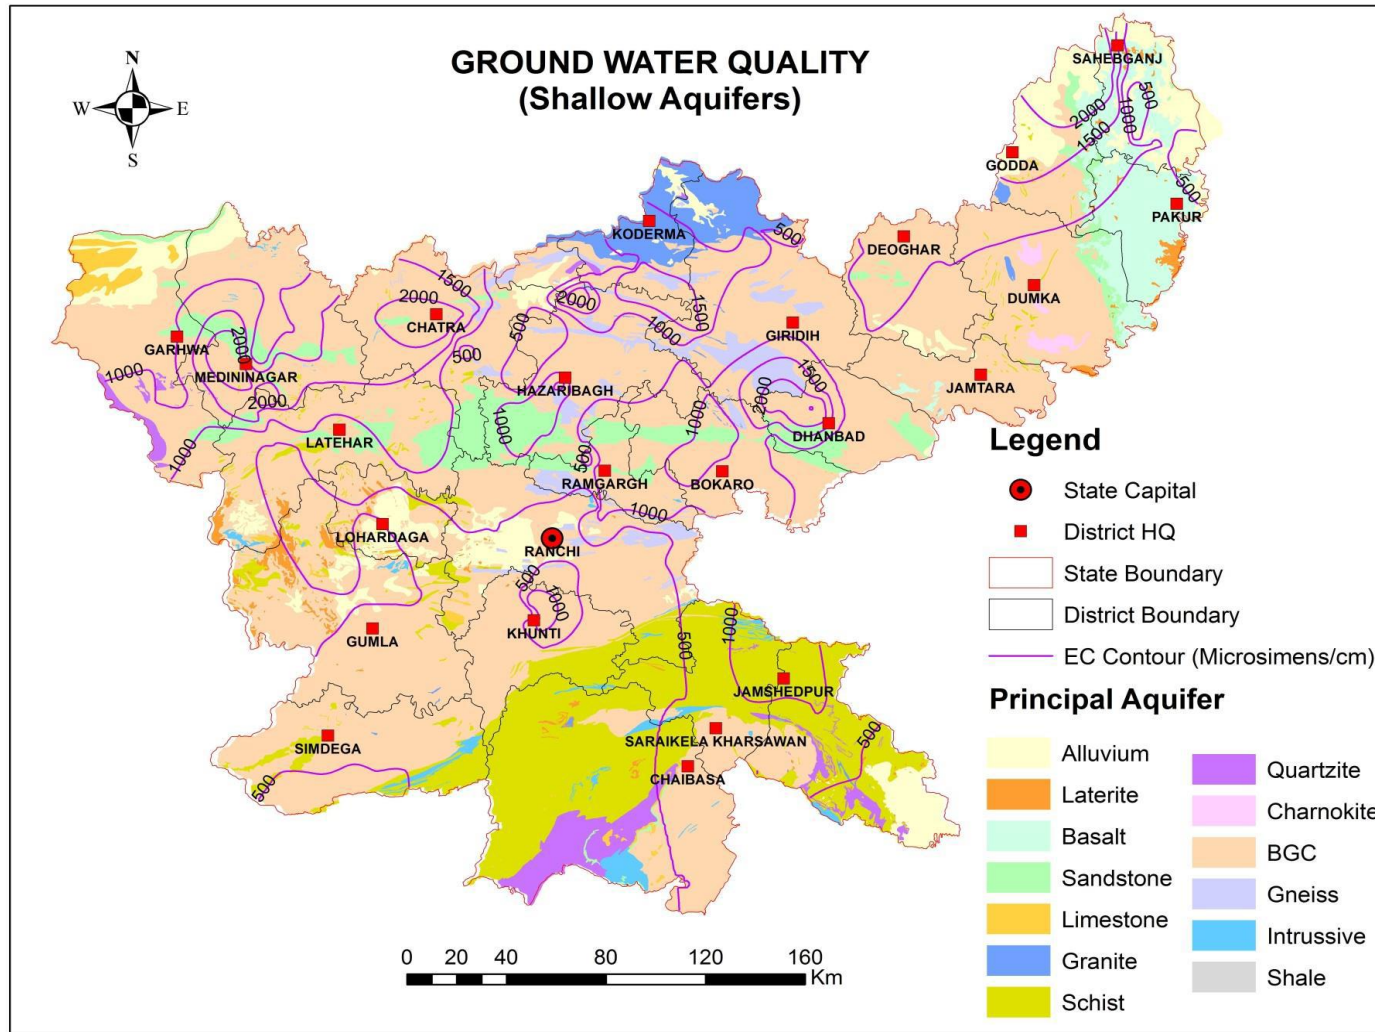 GROUND WATER QUALITY
(Shallow Aquifers)
N
W
E
S
SAHEBGANJ
500
2000
1000
1500
GODDA
500
PAKUR
KODERMA
500
DEOGHAR
DUMKA
1500
2000
CHATRA
2000
1500
500
1000
GIRIDIH
2000
GARHWA
1000
MEDININAGAR
500
HAZARIBAGH
1500
2000
JAMTARA
2000
1000
1000
DHANBAD
LATEHAR
1000
500
RAMGARGH
BOKARO
1000
LOHARDAGA
RANCHI
500
1000
KHUNTI
GUMLA
500
1000
JAMSHEDPUR
SIMDEGA
SARAIKELA KHARSAWAN
500
CHAIBASA
500
Legend
State Capital
District HQ
State Boundary
District Boundary
EC Contour (Microsimens/cm)
Principal Aquifer
Alluvium
Laterite
Basalt
Sandstone
Limestone
Granite
Schist
Quartzite
Charnokite
BGC
Gneiss
Intrussive
Shale
0 20 40 80 120 160
Km